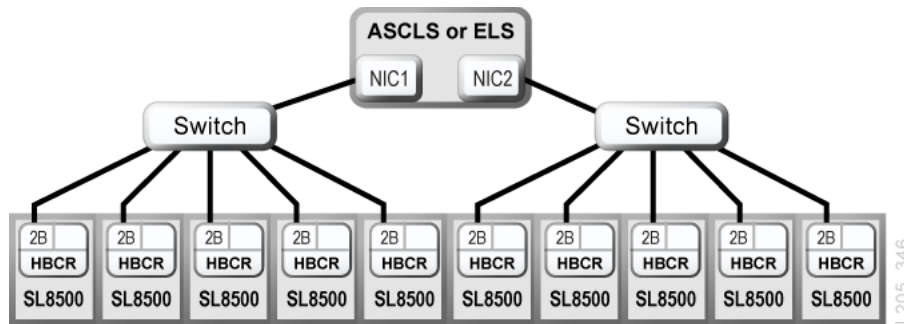 ASCLS or ELS
NIC1 NIC2
Switch Switch
2B 2B 2B 2B 2B 2B 2B 2B 2B 2B
HBCR HBCR HBCR HBCR HBCR HBCR HBCR HBCR HBCR HBCR
SL8500 SL8500 SL8500 SL8500 SL8500 SL8500 SL8500 SL8500 SL8500 SL8500
L205_346